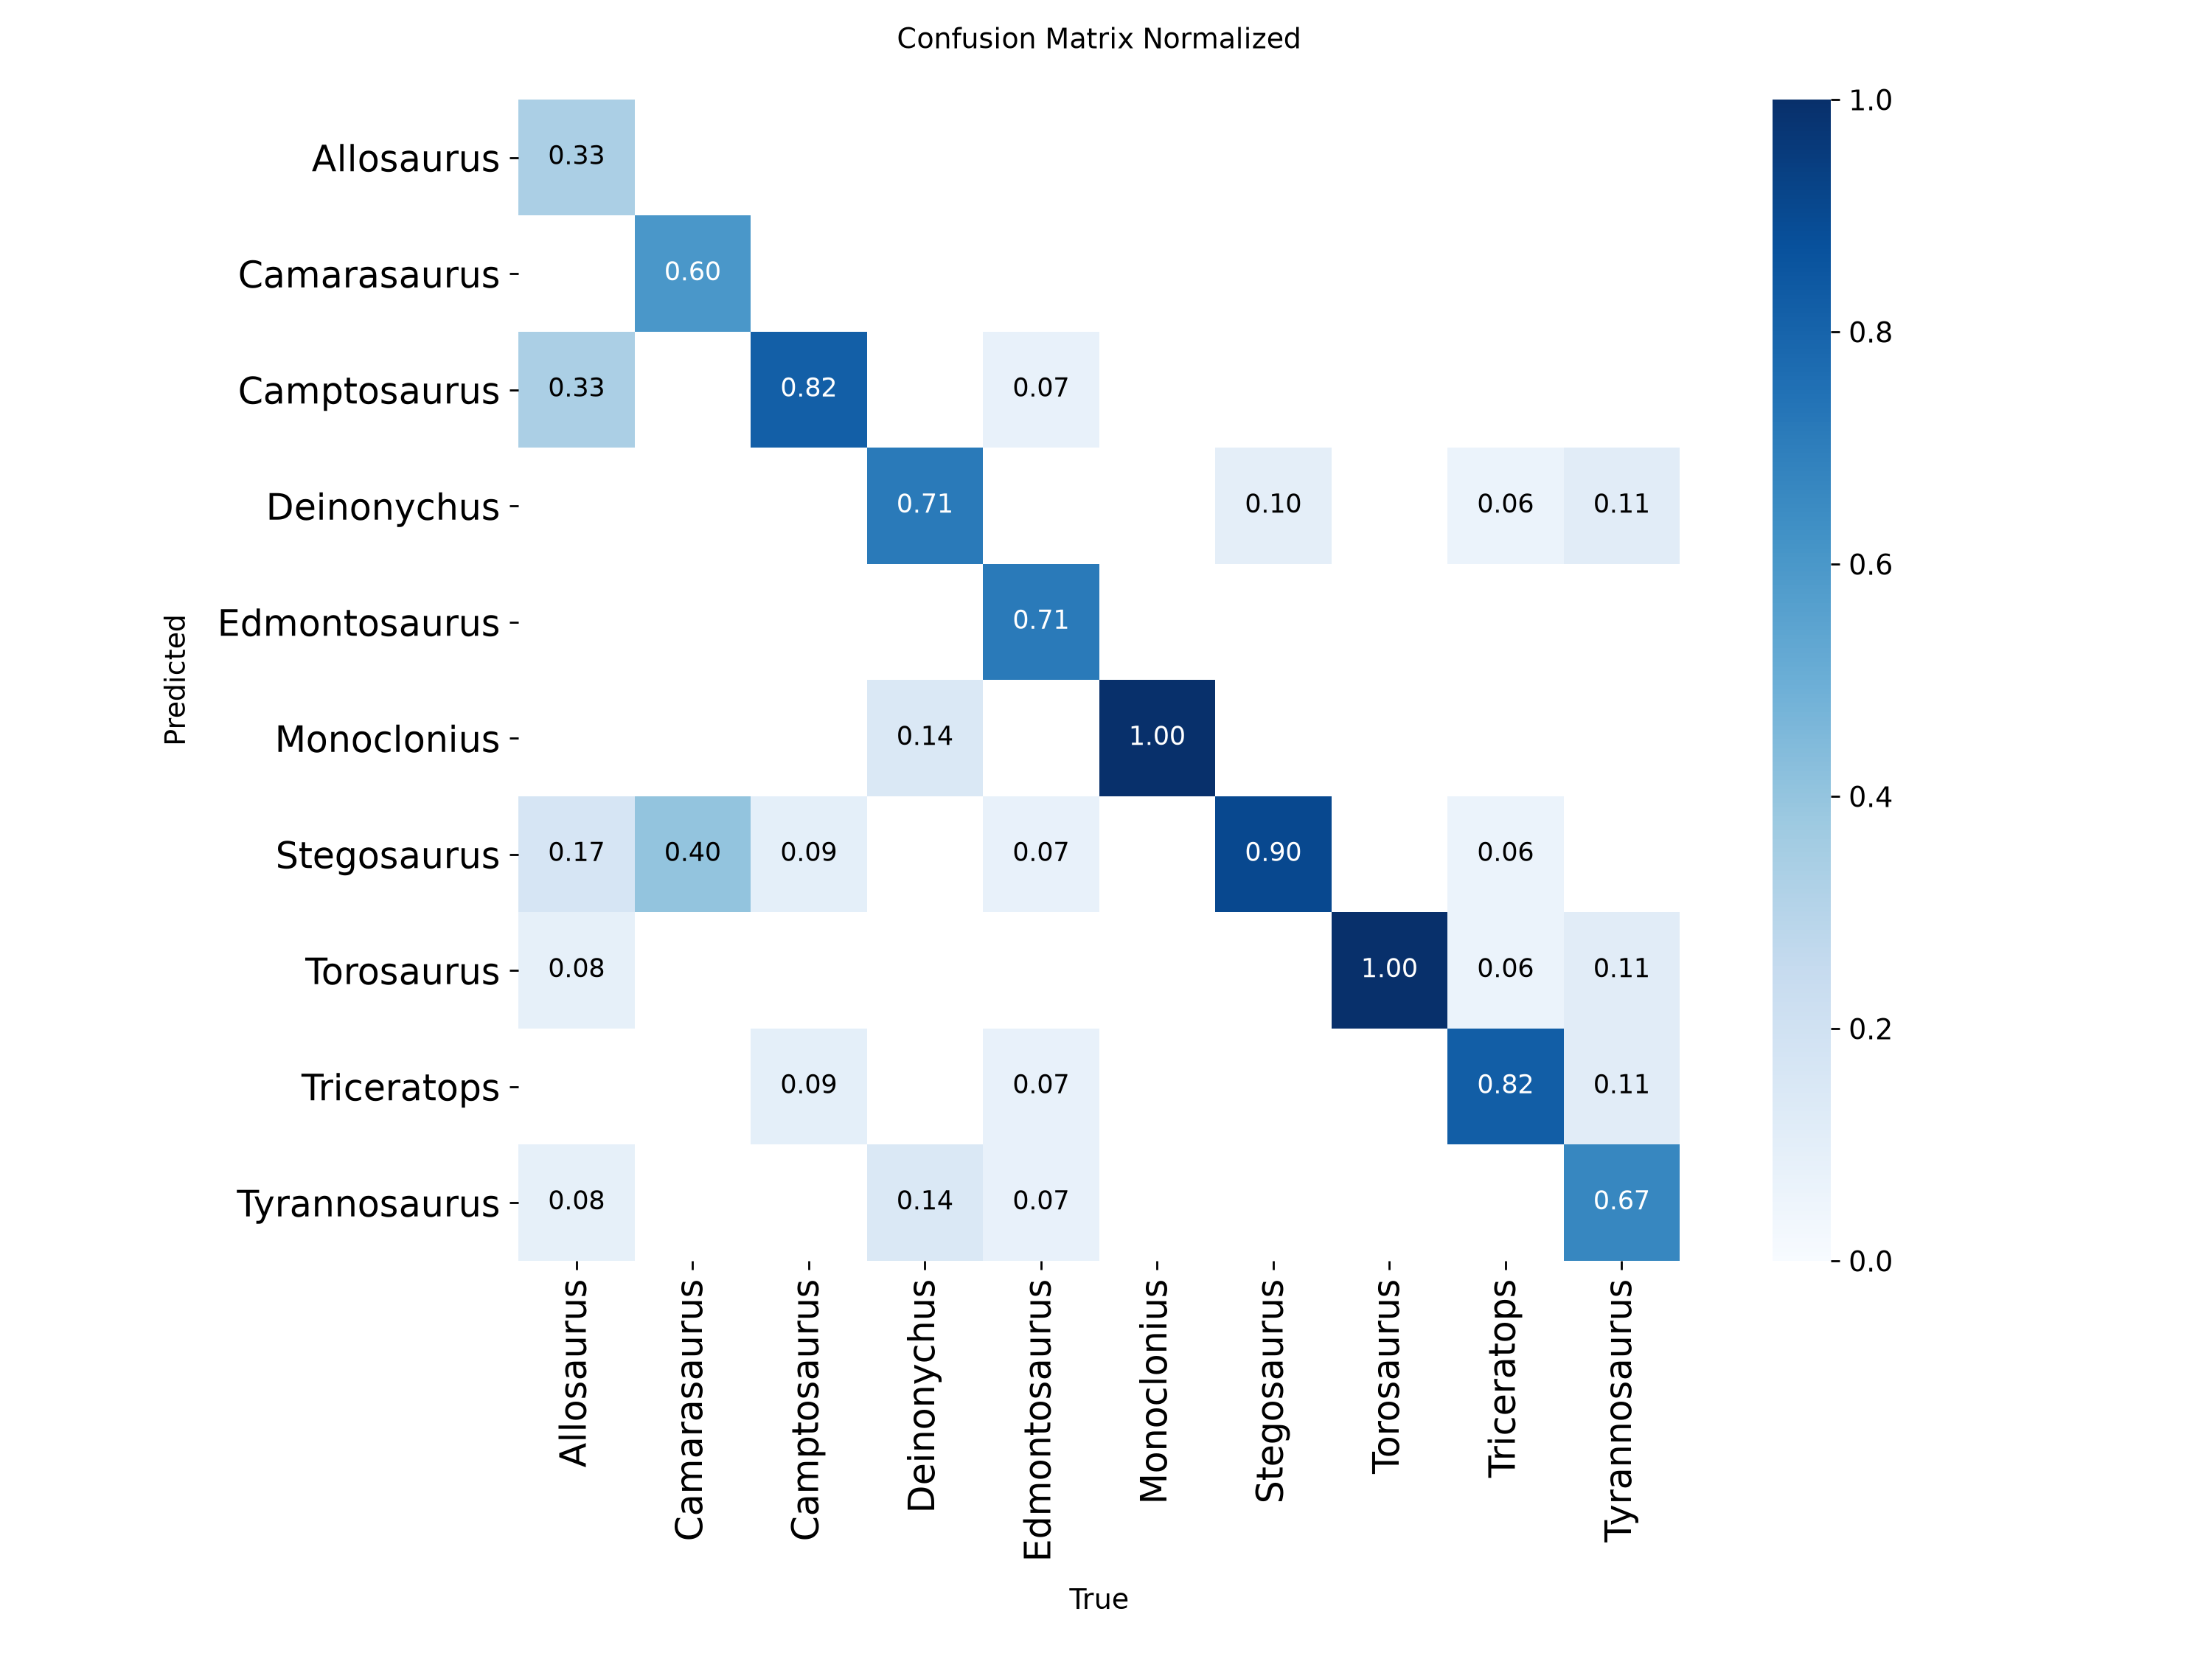 Confusion Matrix Normalized
Predicted
Allosaurus 0.33
Camarasaurus 0.60
Camptosaurus 0.33 0.82 0.07
Deinonychus 0.71 0.10 0.06 0.11
Edmontosaurus 0.71
Monoclonius 0.14 1.00
Stegosaurus 0.17 0.40 0.09 0.07 0.90 0.06
Torosaurus 0.08 1.00 0.06 0.11
Triceratops 0.09 0.07 0.82 0.11
Tyrannosaurus 0.08 0.14 0.07 0.67
Allosaurus
Camarasaurus
Camptosaurus
Deinonychus
Edmontosaurus
Monoclonius
Stegosaurus
Torosaurus
Triceratops
Tyrannosaurus
True
1.0
0.8
0.6
0.4
0.2
0.0